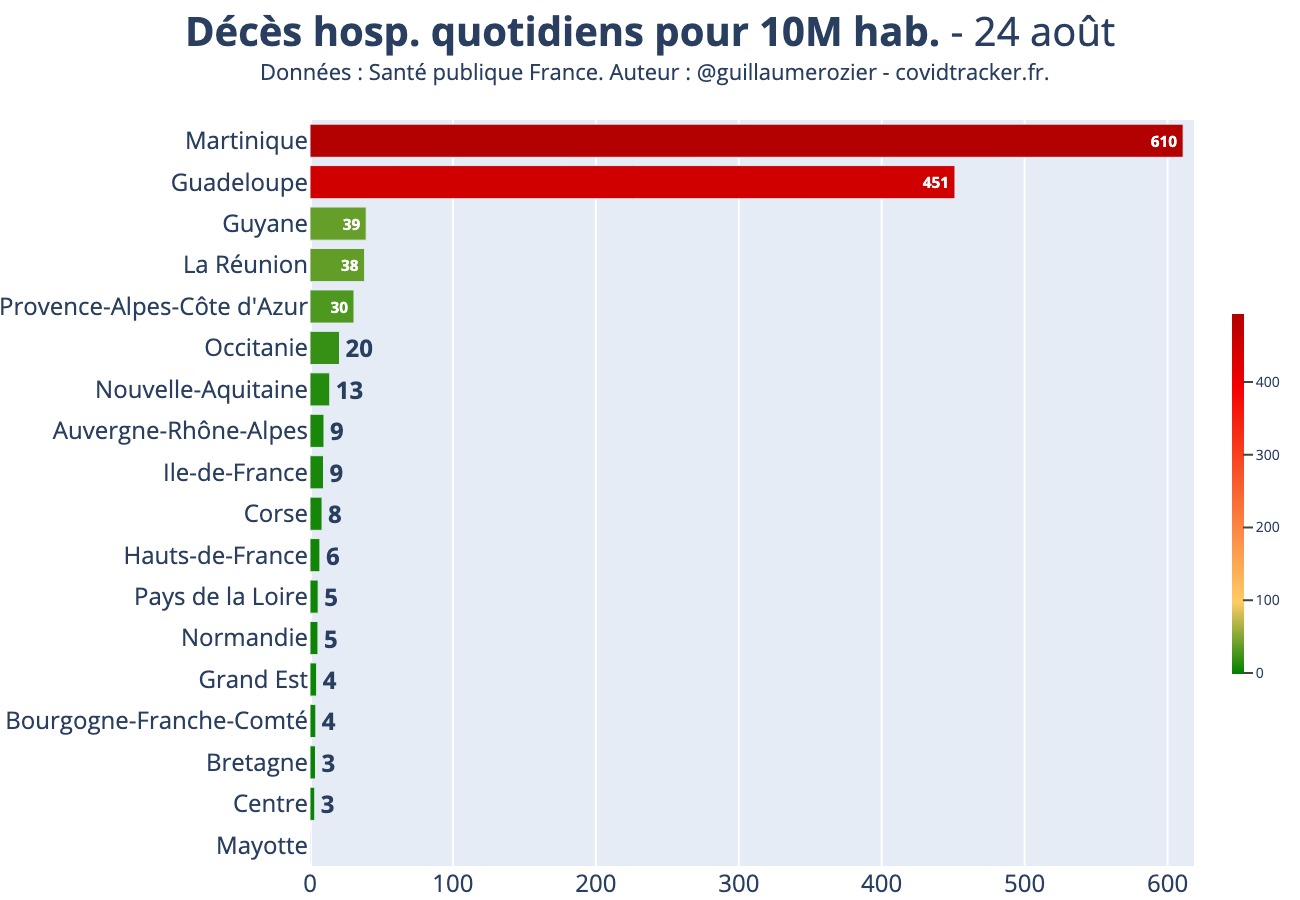 Décès hosp. quotidiens pour 10M hab. - 24 août
Données : Santé publique France. Auteur : @guillaumerozier - covidtracker.fr.
Martinique 610
Guadeloupe 451
Guyane 39
La Réunion 38
Provence-Alpes-Côte d'Azur 30
Occitanie 20
Nouvelle-Aquitaine 13
Auvergne-Rhône-Alpes 9
Ile-de-France 9
Corse 8
Hauts-de-France 6
Pays de la Loire 5
Normandie 5
Grand Est 4
Bourgogne-Franche-Comté 4
Bretagne 3
Centre 3
Mayotte
0 100 200 300 400 500 600
400
300
200
100
0